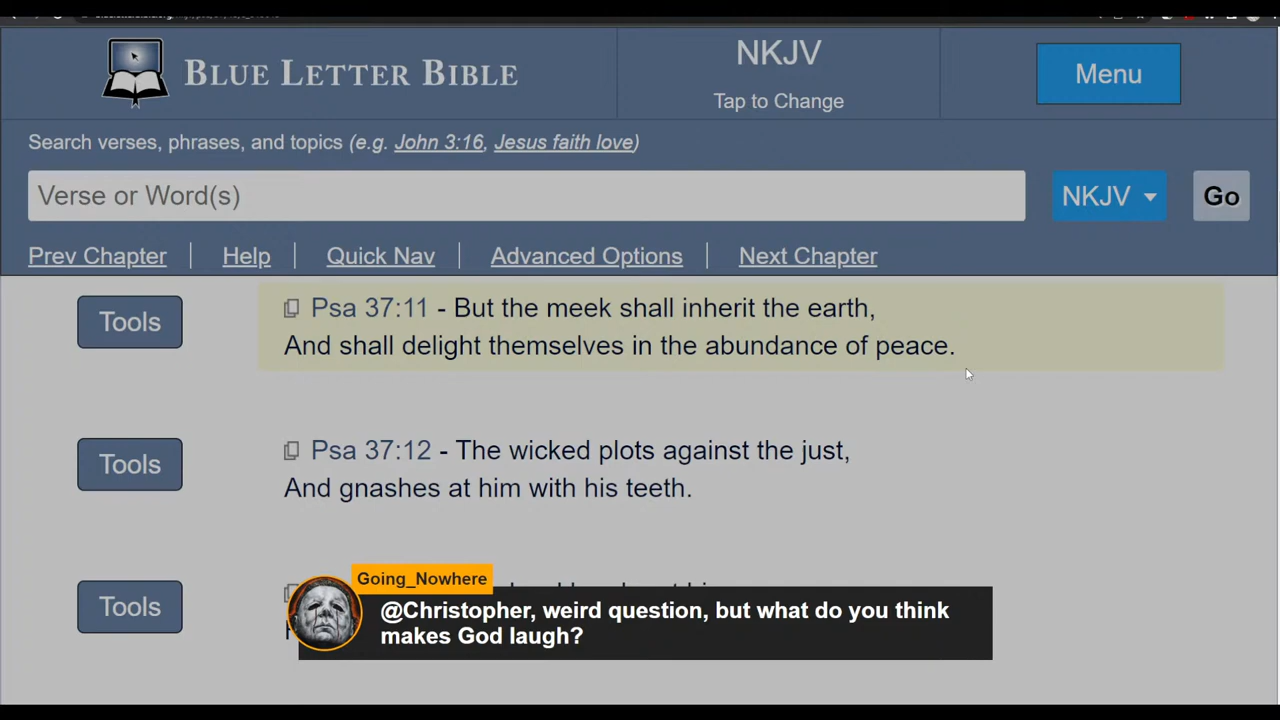 BLUE LETTER BIBLE
NKJV
Tap to Change
Menu
Search verses, phrases, and topics (e.g. John 3:16, Jesus faith love)
Verse or Word(s)
NKJV
Go
Prev Chapter | Help | Quick Nav | Advanced Options | Next Chapter
Tools
Psa 37:11 - But the meek shall inherit the earth,
And shall delight themselves in the abundance of peace.
Tools
Psa 37:12 - The wicked plots against the just,
And gnashes at him with his teeth.
Tools
Going_Nowhere
@Christopher, weird question, but what do you think
makes God laugh?